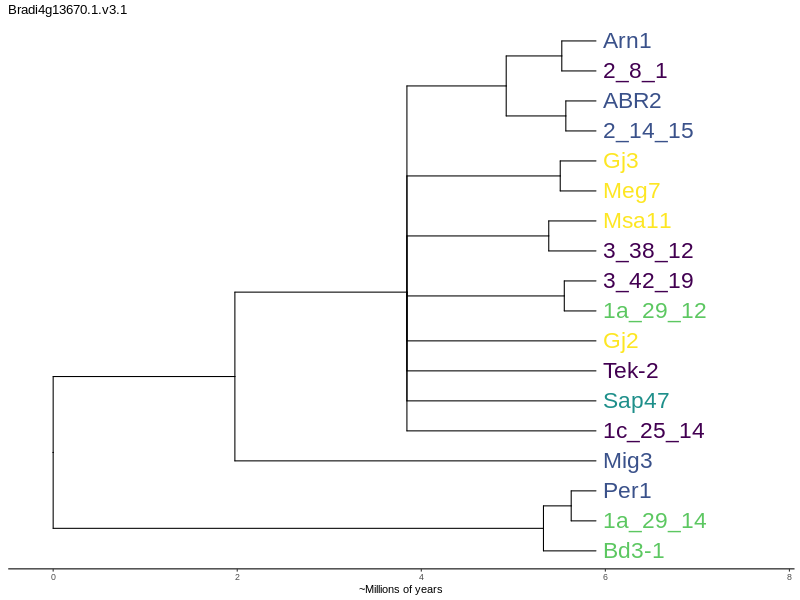 Bradi4g13670.1.v3.1
Arn1
2_8_1
ABR2
2_14_15
Gj3
Meg7
Msa11
3_38_12
3_42_19
1a_29_12
Gj2
Tek-2
Sap47
1c_25_14
Mig3
Per1
1a_29_14
Bd3-1
0 2 4 6 8
~Millions of years